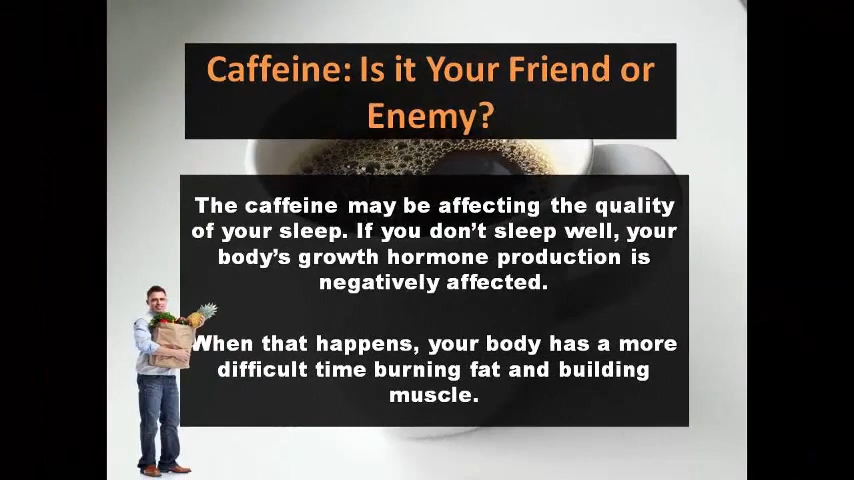 Caffeine: Is it Your Friend or
Enemy?
The caffeine may be affecting the quality
of your sleep. If you don’t sleep well, your
body’s growth hormone production is
negatively affected.
When that happens, your body has a more
difficult time burning fat and building
muscle.